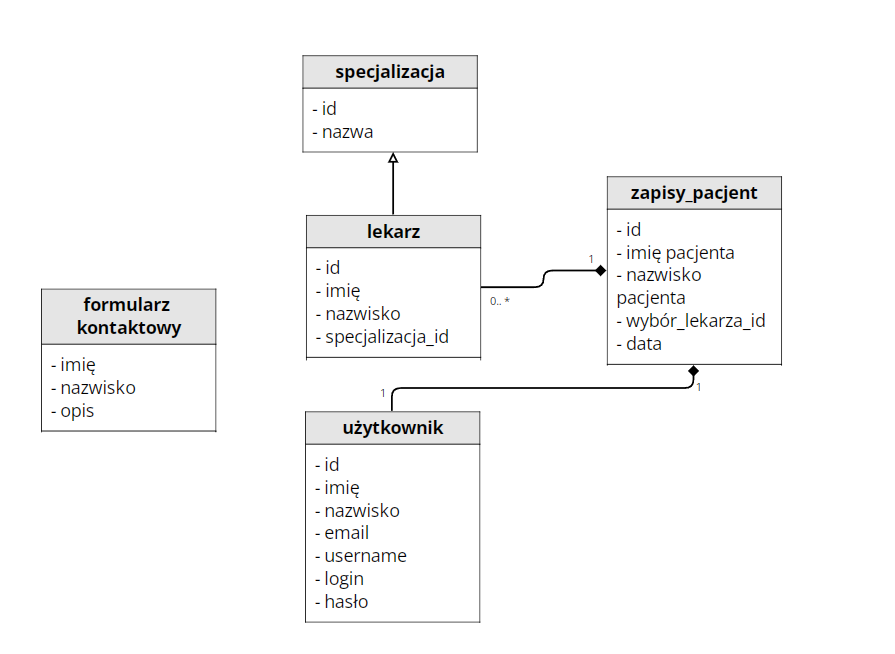 specjalizacja
- id
- nazwa
lekarz
- id
- imię
- nazwisko
- specjalizacja_id
zapisy_pacjent
- id
- imię pacjenta
- nazwisko
pacjenta
- wybór_lekarza_id
- data
1
0.. *
formularz
kontaktowy
- imię
- nazwisko
- opis
1
1
użytkownik
- id
- imię
- nazwisko
- email
- username
- login
- hasło